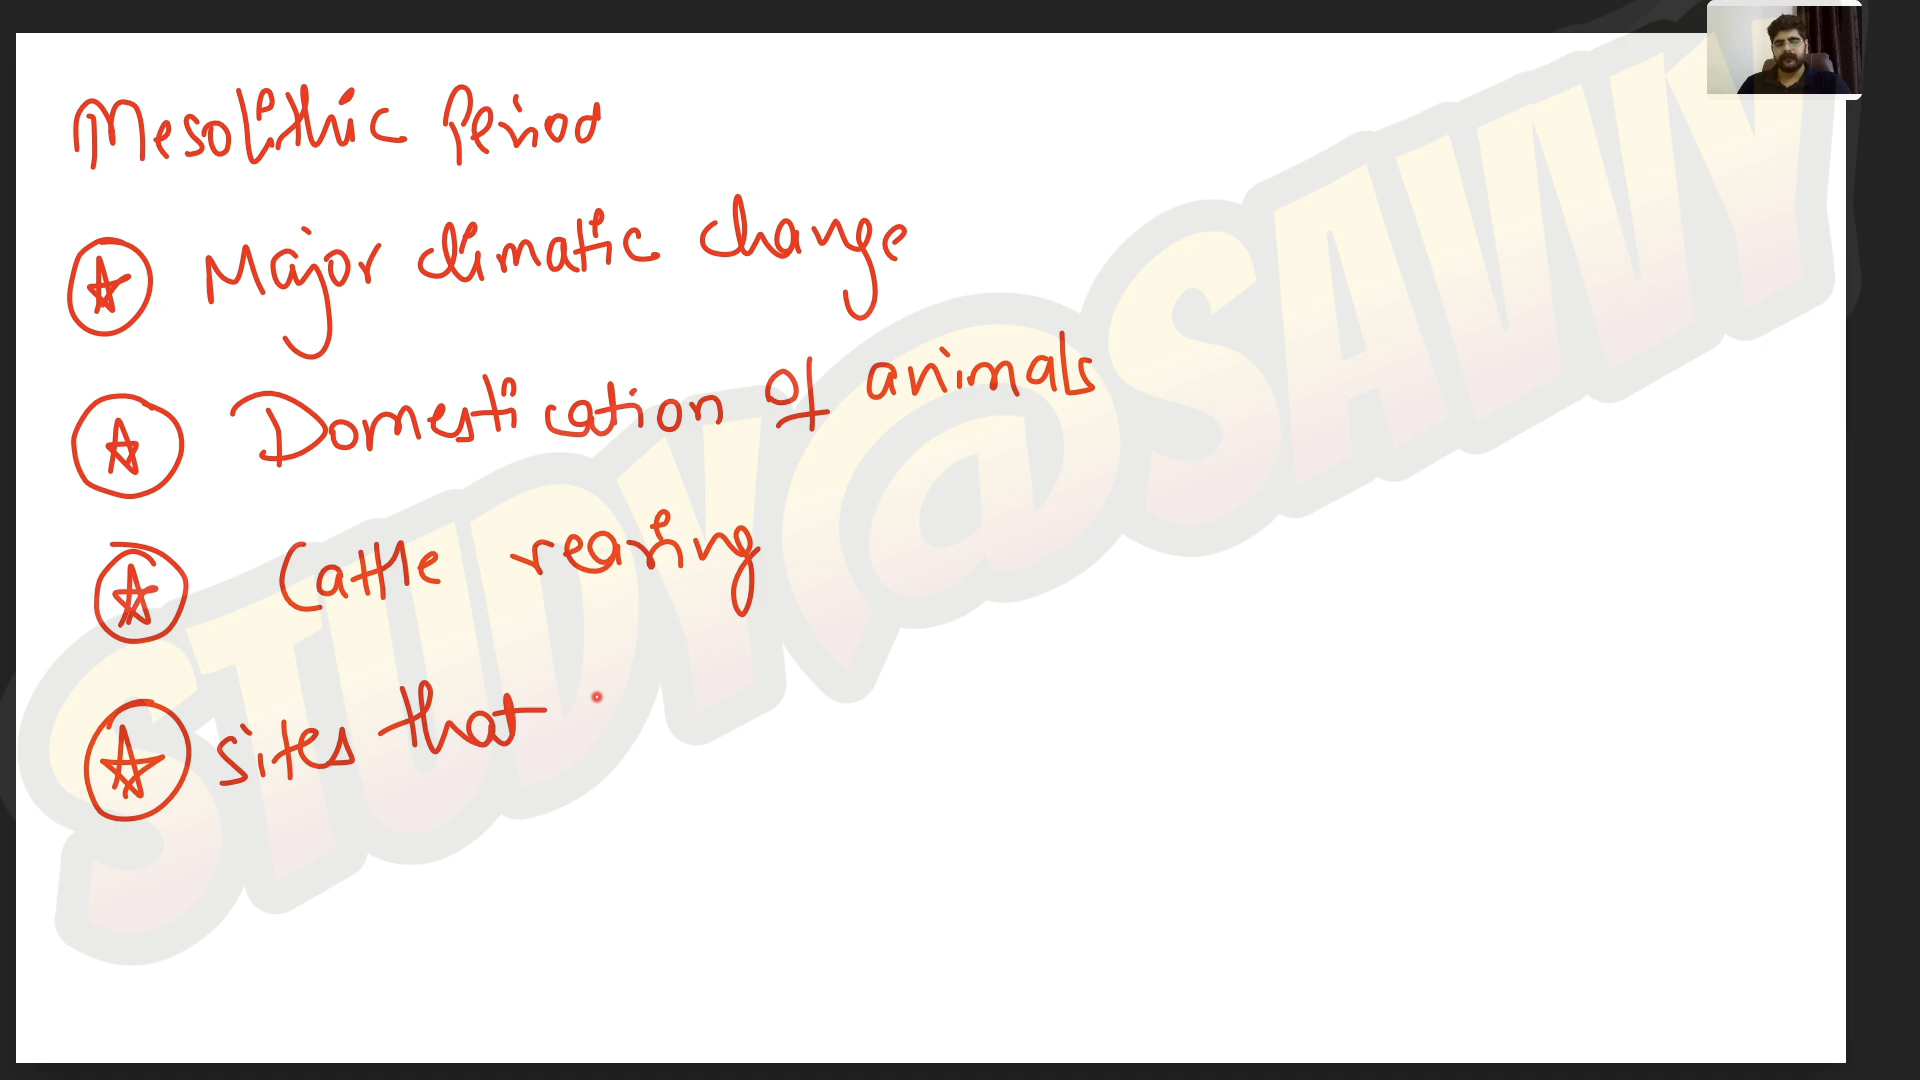 Mesolithic Period
Major climatic change
Domestication of animals
Cattle rearing
sites that
STUDY@SAVVY